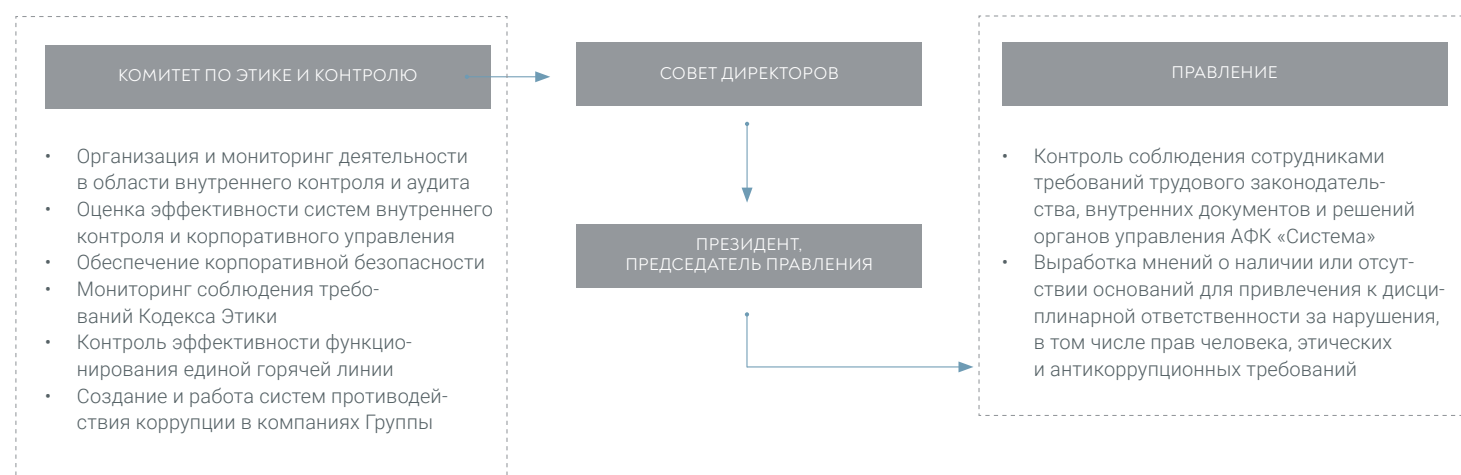 КОМИТЕТ ПО ЭТИКЕ И КОНТРОЛЮ
• Организация и мониторинг деятельности
в области внутреннего контроля и аудита
• Оценка эффективности систем внутреннего
контроля и корпоративного управления
• Обеспечение корпоративной безопасности
• Мониторинг соблюдения требо-
ваний Кодекса Этики
• Контроль эффективности функцио-
нирования единой горячей линии
• Создание и работа систем противодей-
ствия коррупции в компаниях Группы
СОВЕТ ДИРЕКТОРОВ
ПРЕЗИДЕНТ,
ПРЕДСЕДАТЕЛЬ ПРАВЛЕНИЯ
ПРАВЛЕНИЕ
• Контроль соблюдения сотрудниками
требований трудового законодатель-
ства, внутренних документов и решений
органов управления АФК «Система»
• Выработка мнений о наличии или отсут-
ствии оснований для привлечения к дисци-
плинарной ответственности за нарушения,
в том числе прав человека, этических
и антикоррупционных требований